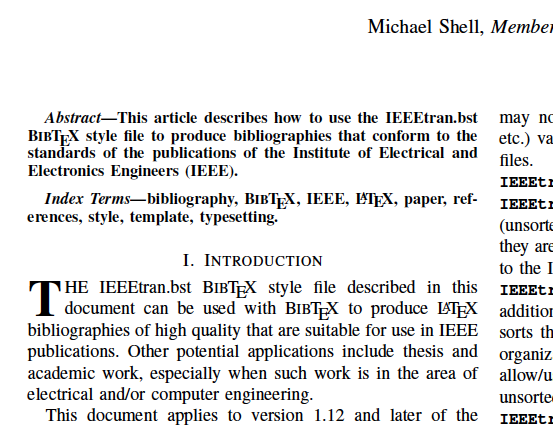 Michael Shell, Member
Abstract—This article describes how to use the IEEEtran.bst
BIBTEX style file to produce bibliographies that conform to the
standards of the publications of the Institute of Electrical and
Electronics Engineers (IEEE).
Index Terms—bibliography, BIBTEX, IEEE, LATEX, paper, ref-
erences, style, template, typesetting.
I. INTRODUCTION
THE IEEEtran.bst BIBTEX style file described in this
document can be used with BIBTEX to produce LATEX
bibliographies of high quality that are suitable for use in IEEE
publications. Other potential applications include thesis and
academic work, especially when such work is in the area of
electrical and/or computer engineering.
This document applies to version 1.12 and later of the
may no
etc.) va
files.
IEEEtr
IEEEtr
(unsorte
they are
to the I
IEEEtr
addition
sorts th
organiz
allow/u
unsorte
IEEEtr